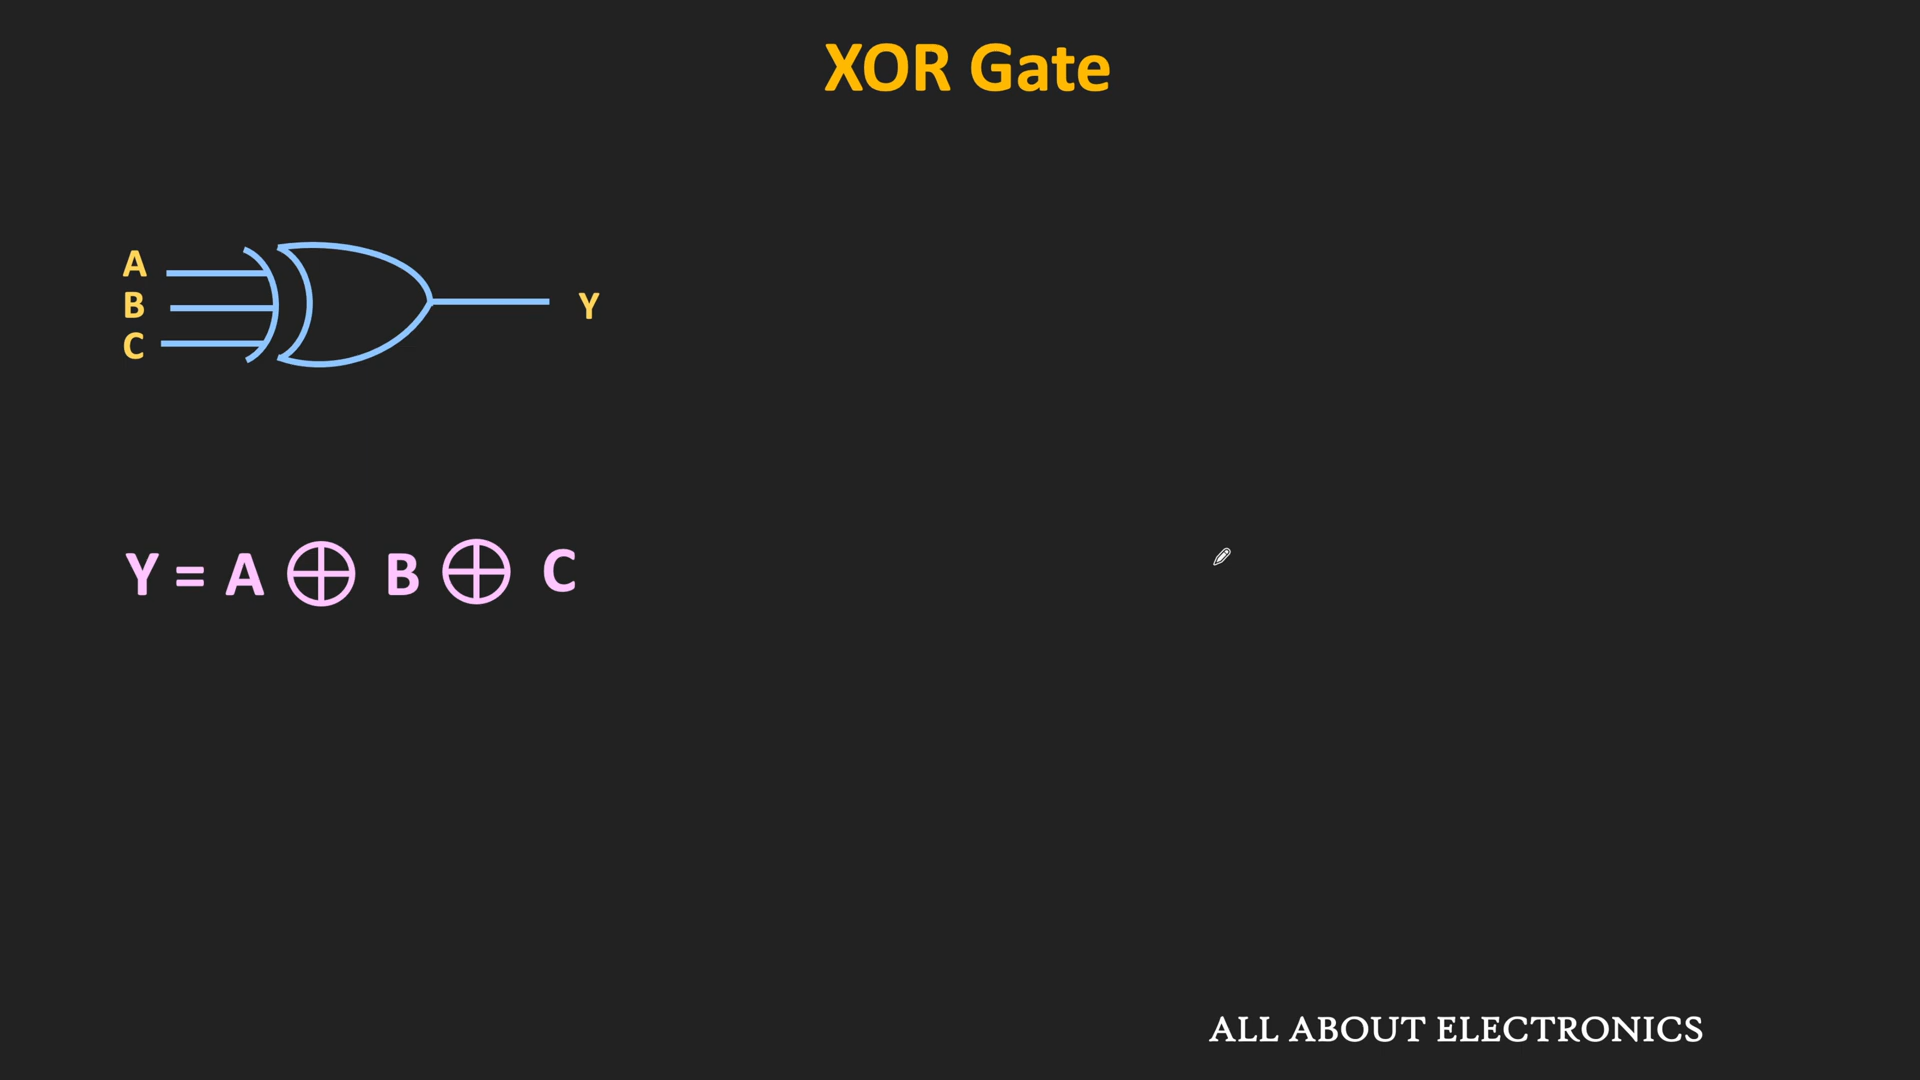 XOR Gate
A
B
C
Y
Y = A ⊕ B ⊕ C
ALL ABOUT ELECTRONICS